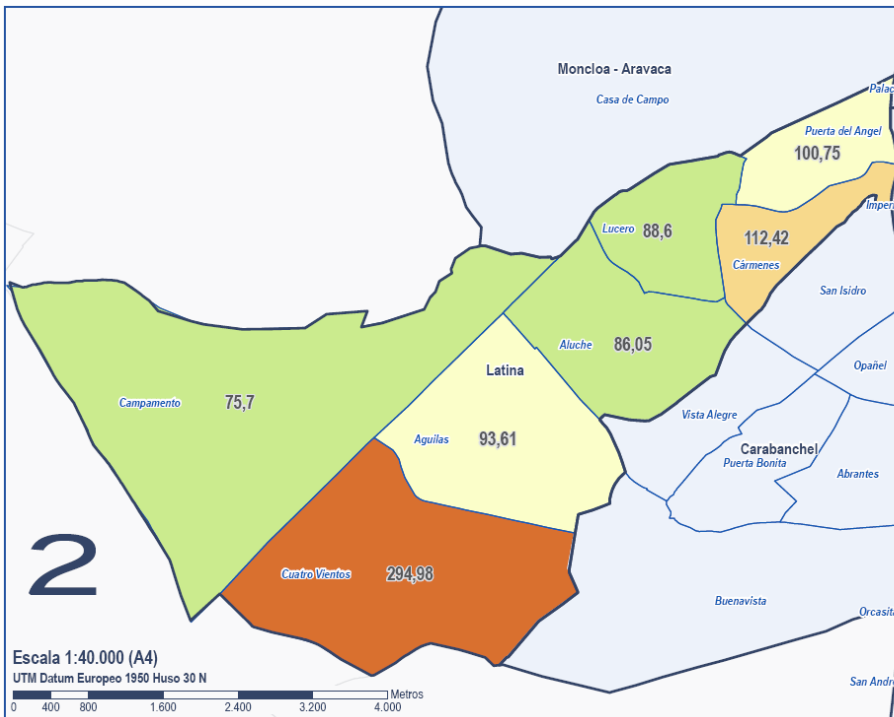 Moncloa - Aravaca
Casa de Campo
Palac
Puerta del Angel
100,75
Imperi
Lucero
88,6
112,42
Cármenes
San Isidro
Aluche
86,05
Opañel
Latina
Campamento
75,7
Vista Alegre
Aguilas
93,61
Carabanchel
Puerta Bonita
Abrantes
2
Cuatro Vientos
294,98
Buenavista
Orcasita
Escala 1:40.000 (A4)
UTM Datum Europeo 1950 Huso 30 N
San Andr
Metros
0 400 800 1.600 2.400 3.200 4.000